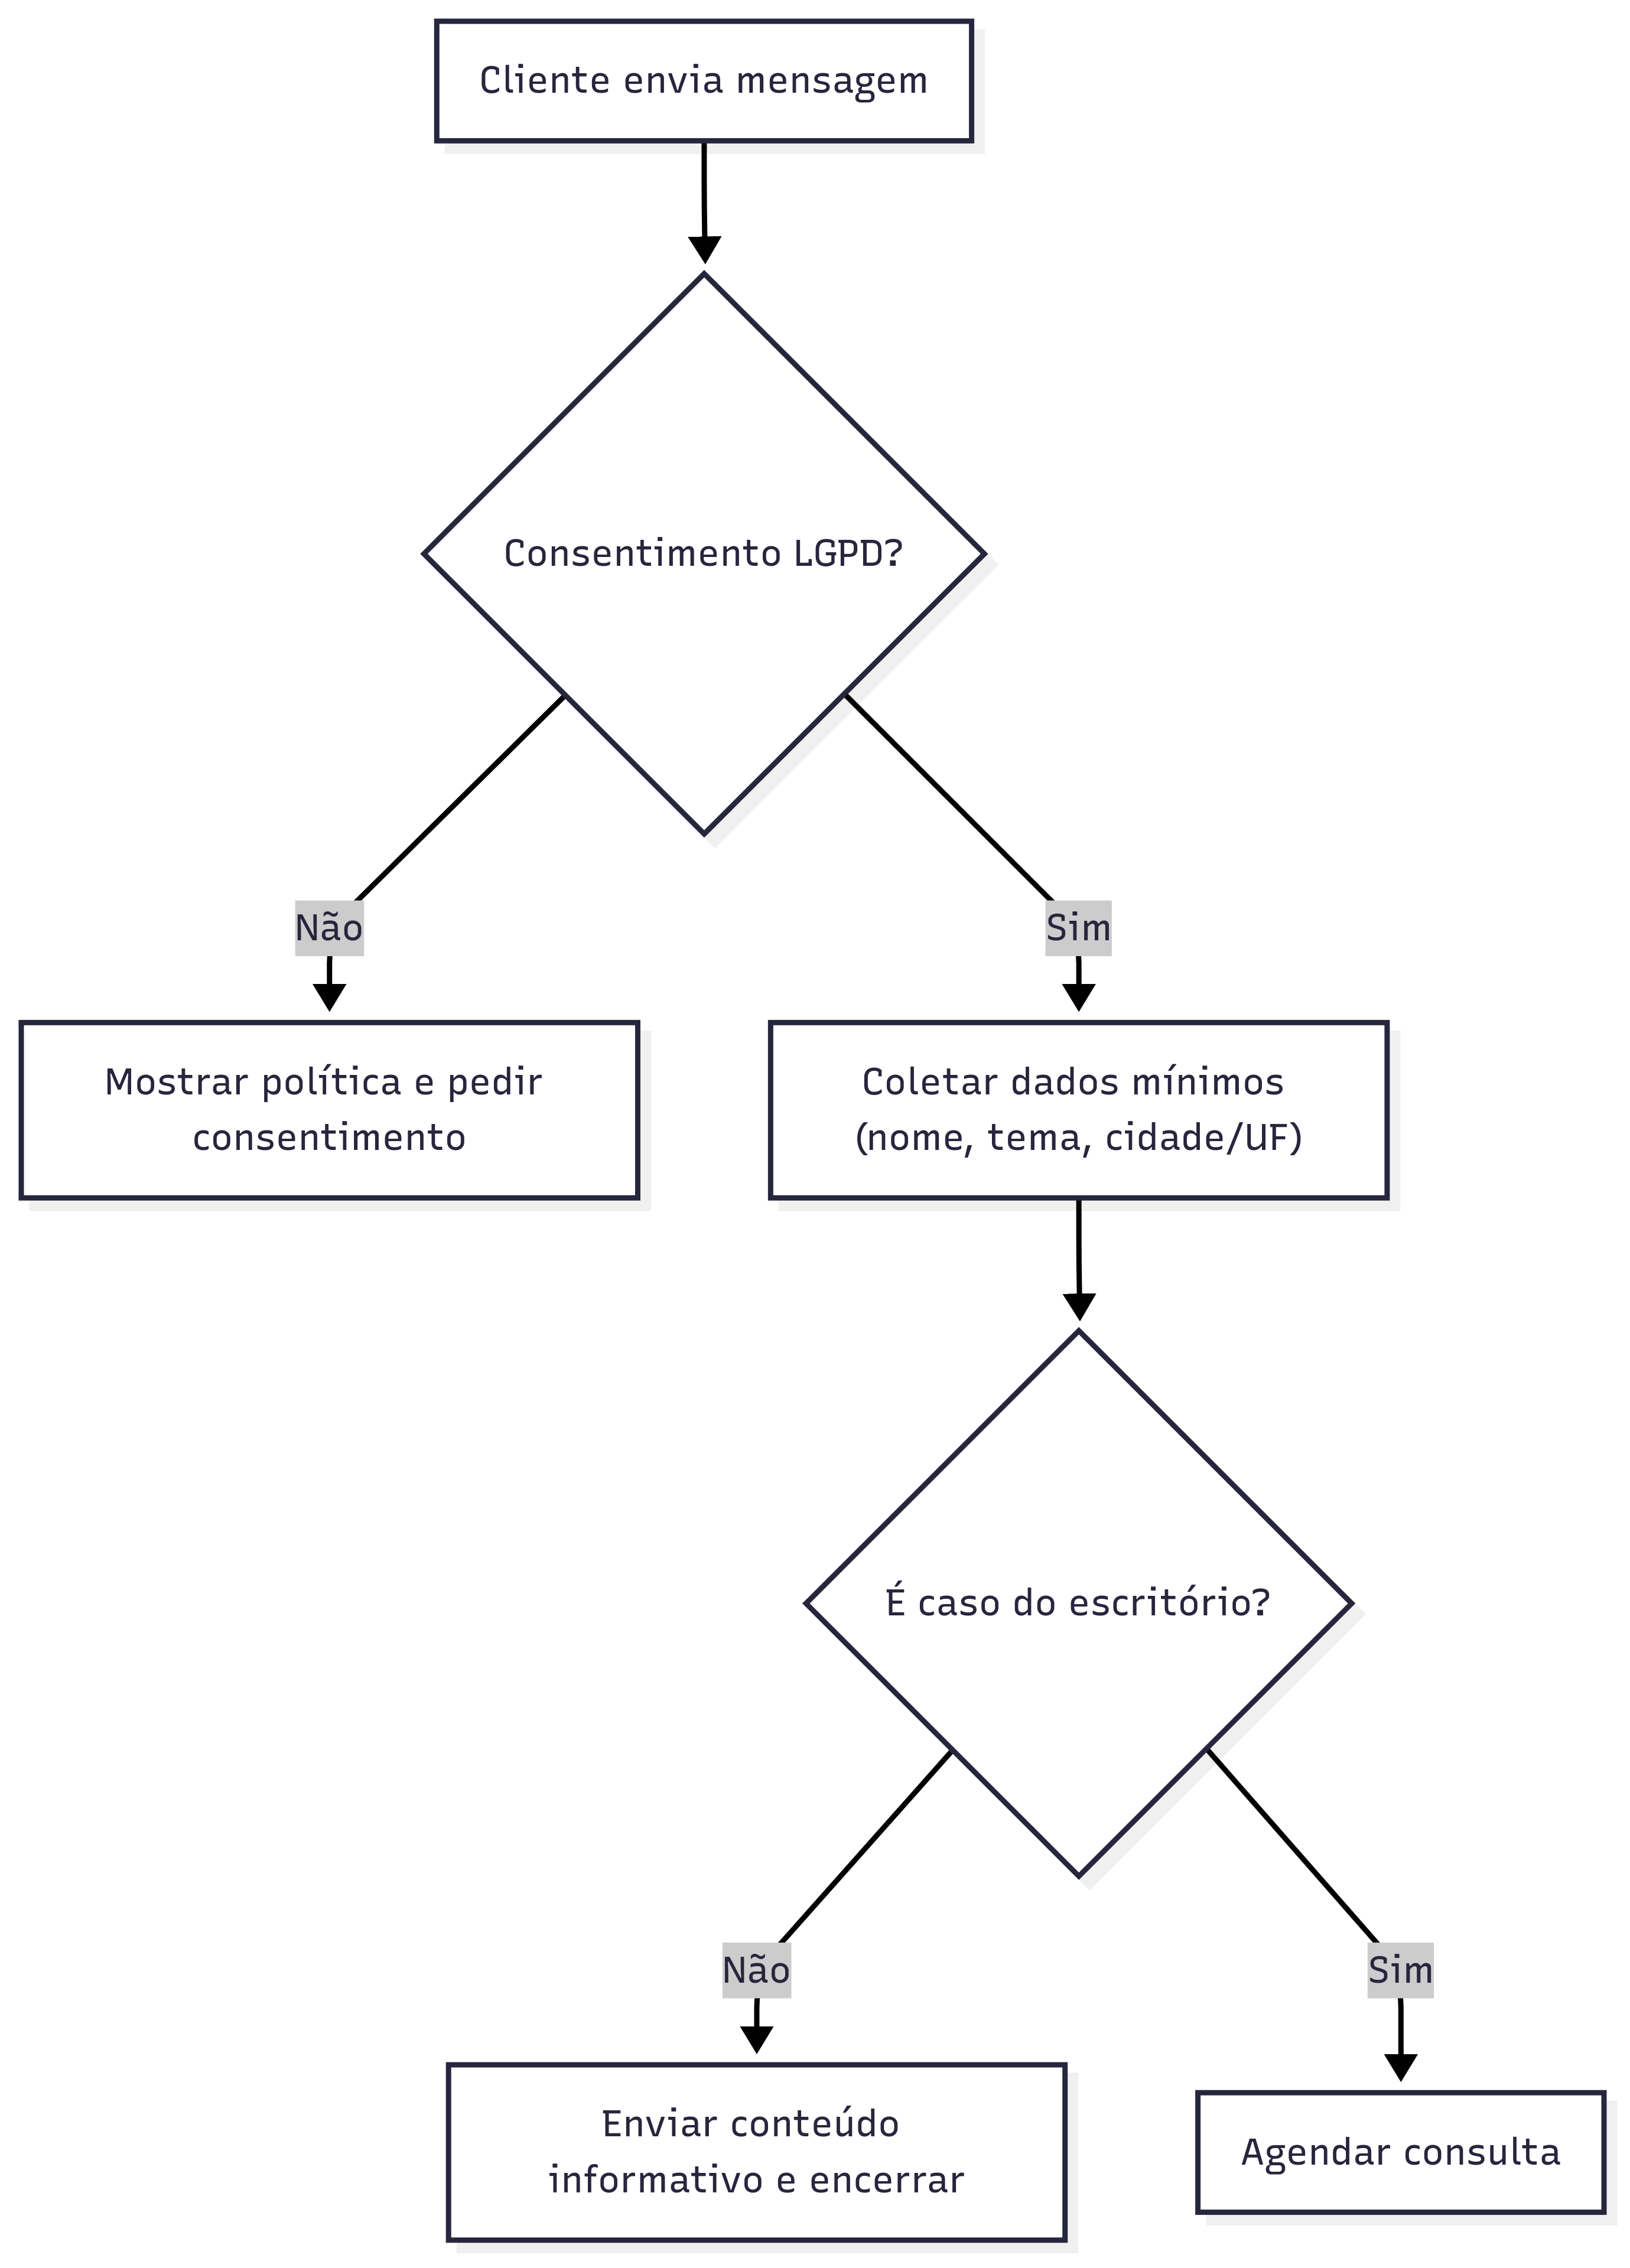 Cliente envia mensagem
Consentimento LGPD?
Não
Sim
Mostrar política e pedir
consentimento
Coletar dados mínimos
(nome, tema, cidade/UF)
É caso do escritório?
Não
Sim
Enviar conteúdo
informativo e encerrar
Agendar consulta